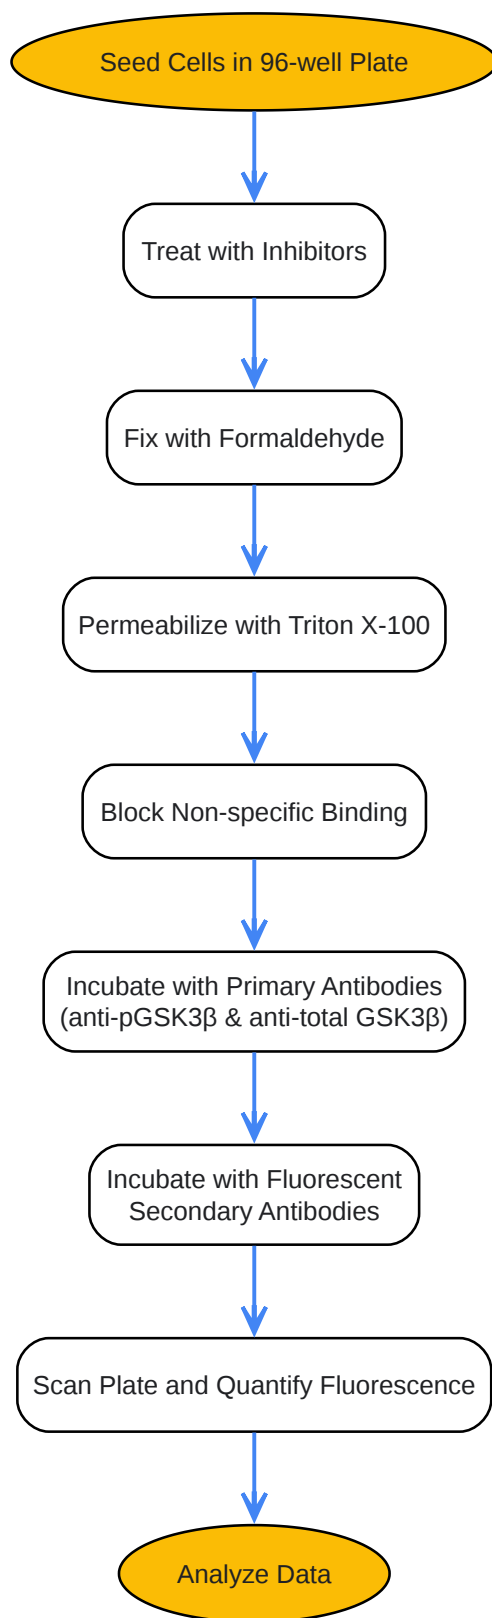 Seed Cells in 96-well Plate
Treat with Inhibitors
Fix with Formaldehyde
Permeabilize with Triton X-100
Block Non-specific Binding
Incubate with Primary Antibodies
(anti-pGSK3β & anti-total GSK3β)
Incubate with Fluorescent
Secondary Antibodies
Scan Plate and Quantify Fluorescence
Analyze Data